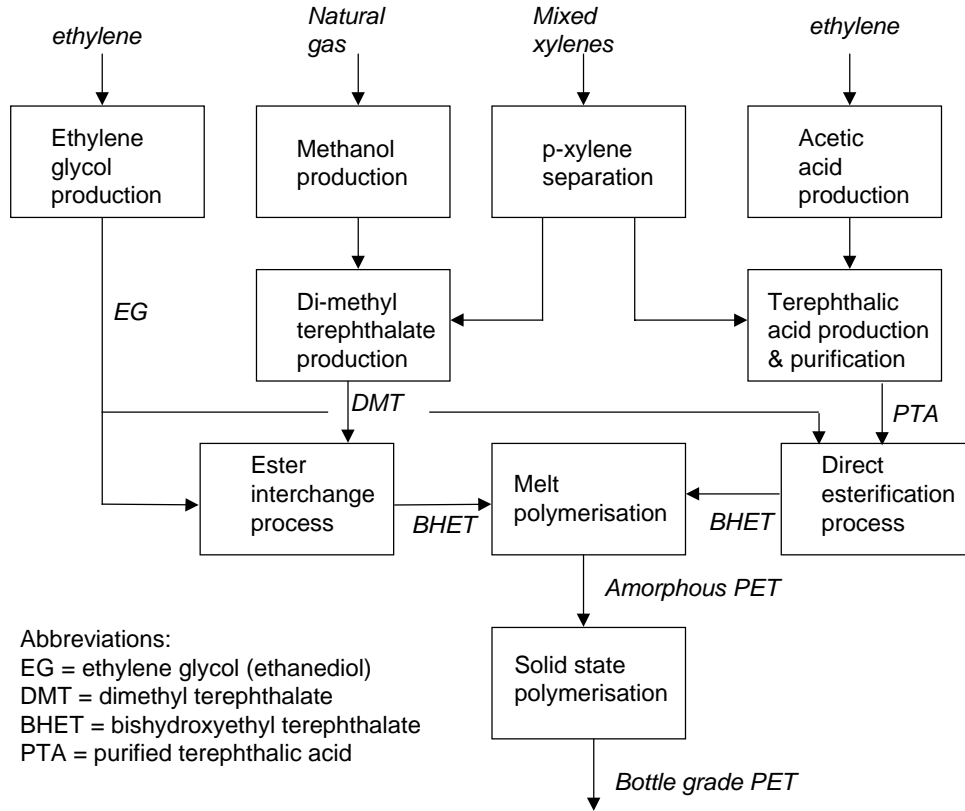 ethylene
Natural
gas
Mixed
xylenes
ethylene
Ethylene
glycol
production
Methanol
production
p-xylene
separation
Acetic
acid
production
EG
Di-methyl
terephthalate
production
Terephthalic
acid production
& purification
DMT
PTA
Ester
interchange
process
BHET
Melt
polymerisation
BHET
Direct
esterification
process
Amorphous PET
Solid state
polymerisation
Abbreviations:
EG = ethylene glycol (ethanediol)
DMT = dimethyl terephthalate
BHET = bishydroxyethyl terephthalate
PTA = purified terephthalic acid
Bottle grade PET